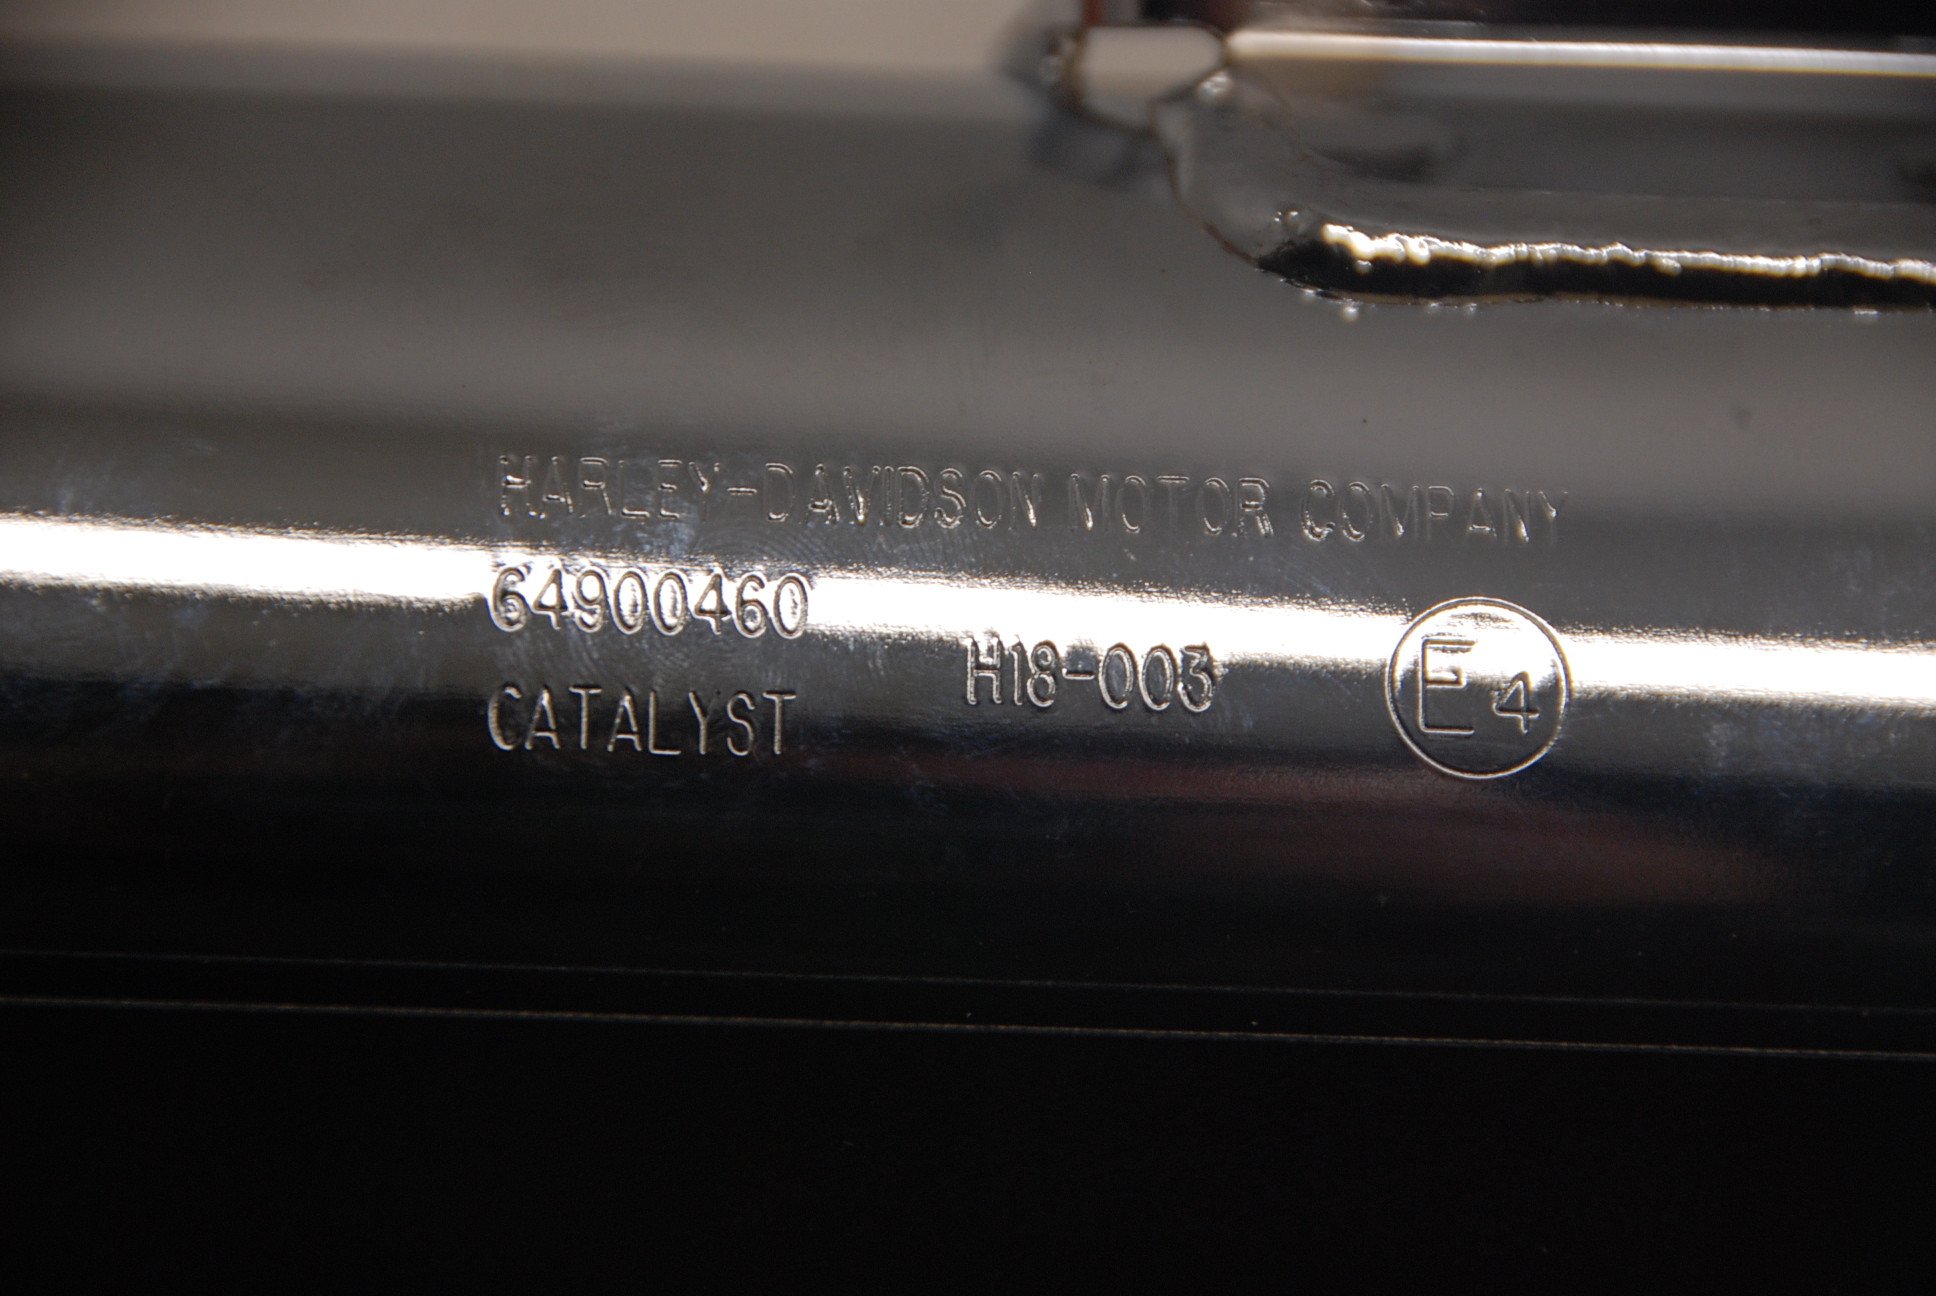 HARLEY-DAVIDSON MOTOR COMPANY
64900460
H18-003
E4
CATALYST